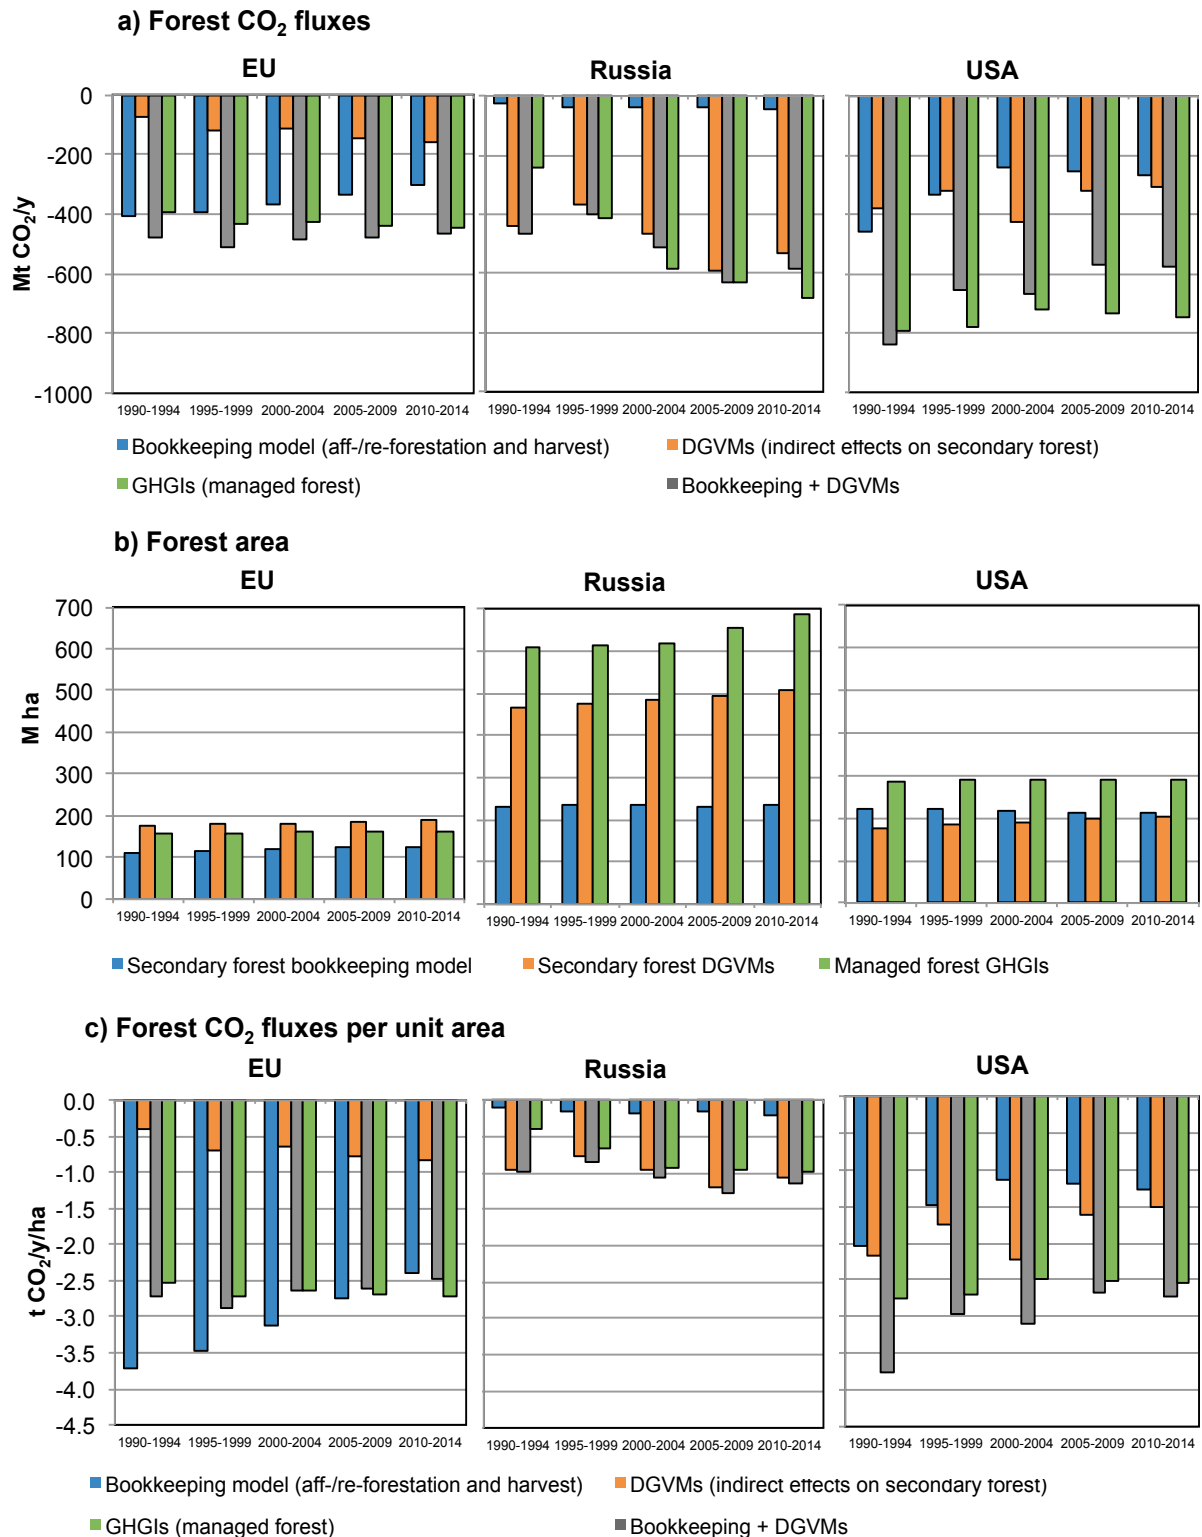 a) Forest CO₂ fluxes
EU Russia USA
Mt CO₂/y
0
-200
-400
-600
-800
-1000
1990-1994 1995-1999 2000-2004 2005-2009 2010-2014
1990-1994 1995-1999 2000-2004 2005-2009 2010-2014
1990-1994 1995-1999 2000-2004 2005-2009 2010-2014
Bookkeeping model (aff-/re-forestation and harvest)
DGVMs (indirect effects on secondary forest)
GHGIs (managed forest)
Bookkeeping + DGVMs
b) Forest area
EU Russia USA
M ha
700
600
500
400
300
200
100
0
1990-1994 1995-1999 2000-2004 2005-2009 2010-2014
1990-1994 1995-1999 2000-2004 2005-2009 2010-2014
1990-1994 1995-1999 2000-2004 2005-2009 2010-2014
Secondary forest bookkeeping model
Secondary forest DGVMs
Managed forest GHGIs
c) Forest CO₂ fluxes per unit area
EU Russia USA
t CO₂/y/ha
0.0
-0.5
-1.0
-1.5
-2.0
-2.5
-3.0
-3.5
-4.0
-4.5
1990-1994 1995-1999 2000-2004 2005-2009 2010-2014
1990-1994 1995-1999 2000-2004 2005-2009 2010-2014
1990-1994 1995-1999 2000-2004 2005-2009 2010-2014
Bookkeeping model (aff-/re-forestation and harvest)
DGVMs (indirect effects on secondary forest)
GHGIs (managed forest)
Bookkeeping + DGVMs